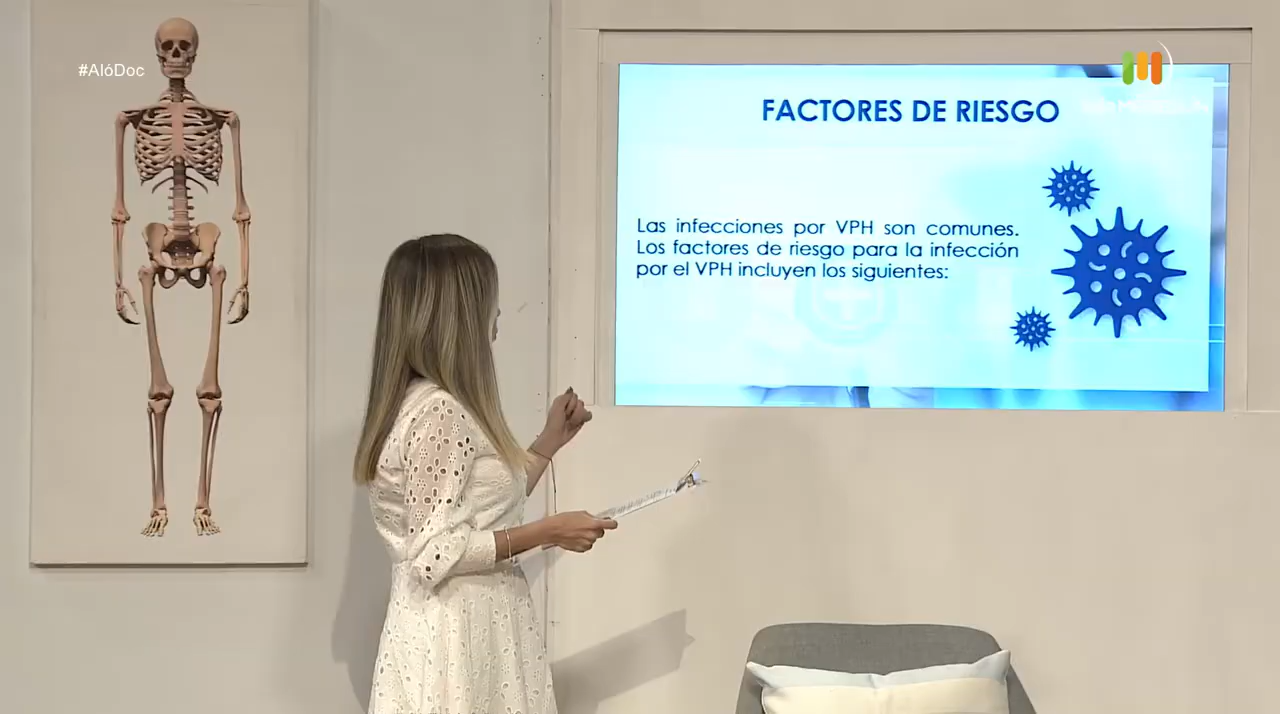 #AlóDoc
FACTORES DE RIESGO
Las infecciones por VPH son comunes.
Los factores de riesgo para la infección
por el VPH incluyen los siguientes: